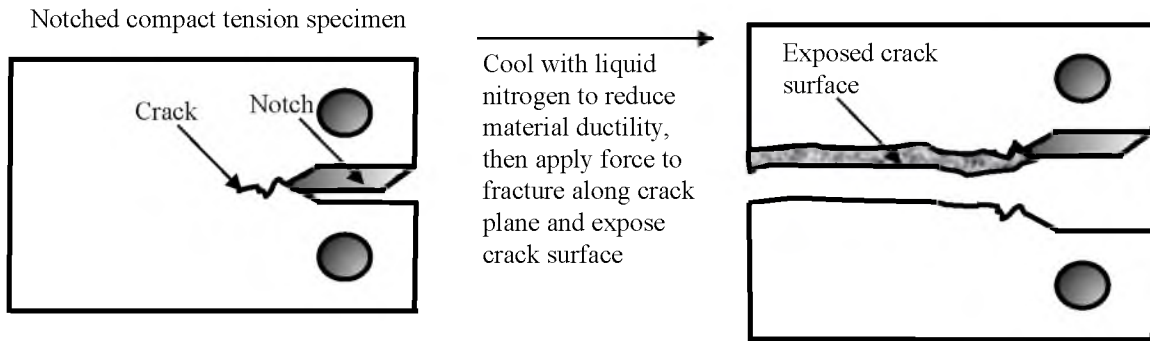 Notched compact tension specimen
Crack
Notch
Cool with liquid
nitrogen to reduce
material ductility,
then apply force to
fracture along crack
plane and expose
crack surface
Exposed crack
surface